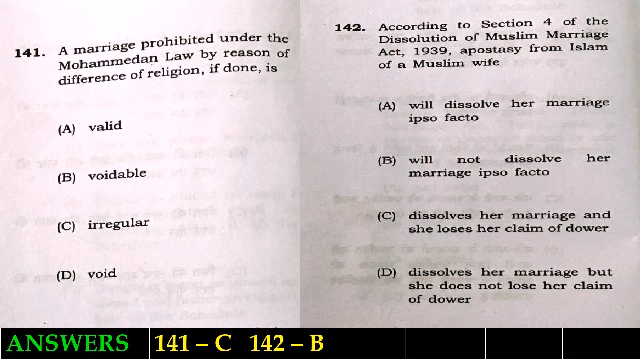 141. A marriage prohibited under the
Mohammedan Law by reason of
difference of religion, if done, is
(A) valid
(B) voidable
(C) irregular
(D) void
142. According to Section 4 of the
Dissolution of Muslim Marriage
Act, 1939, apostasy from Islam
of a Muslim wife
(A) will dissolve her marriage
ipso facto
(B) will not dissolve her
marriage ipso facto
(C) dissolves her marriage and
she loses her claim of dower
(D) dissolves her marriage but
she does not lose her claim
of dower
ANSWERS 141 – C 142 – B